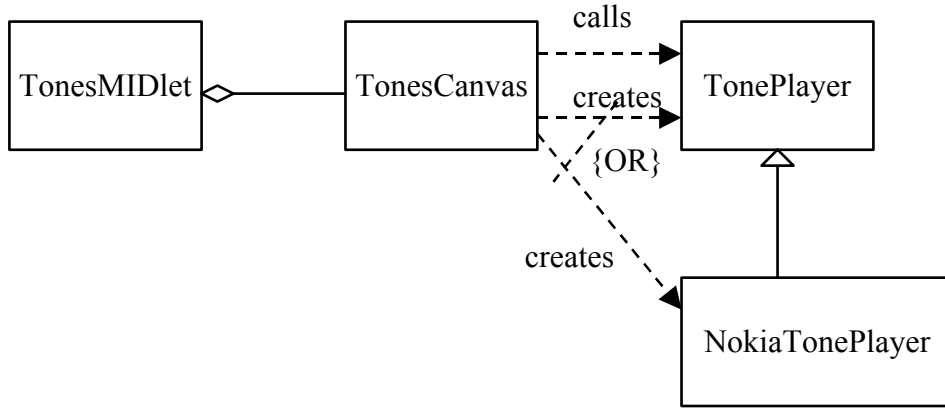 calls
TonesMIDlet
TonesCanvas
TonePlayer
creates
{OR}
creates
NokiaTonePlayer